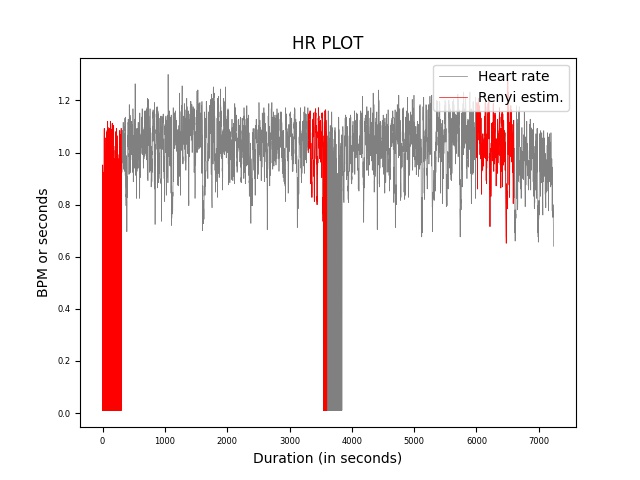 HR PLOT
Heart rate
Renyi estim.
BPM or seconds
1.2
1.0
0.8
0.6
0.4
0.2
0.0
0 1000 2000 3000 4000 5000 6000 7000
Duration (in seconds)